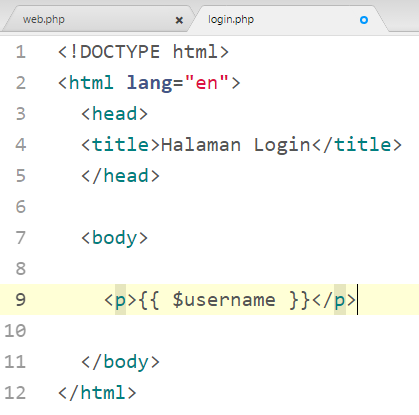 web.php × login.php
1 <!DOCTYPE html>
2 <html lang="en">
3 <head>
4 <title>Halaman Login</title>
5 </head>
6
7 <body>
8
9 <p>{{ $username }}</p>
10
11 </body>
12 </html>